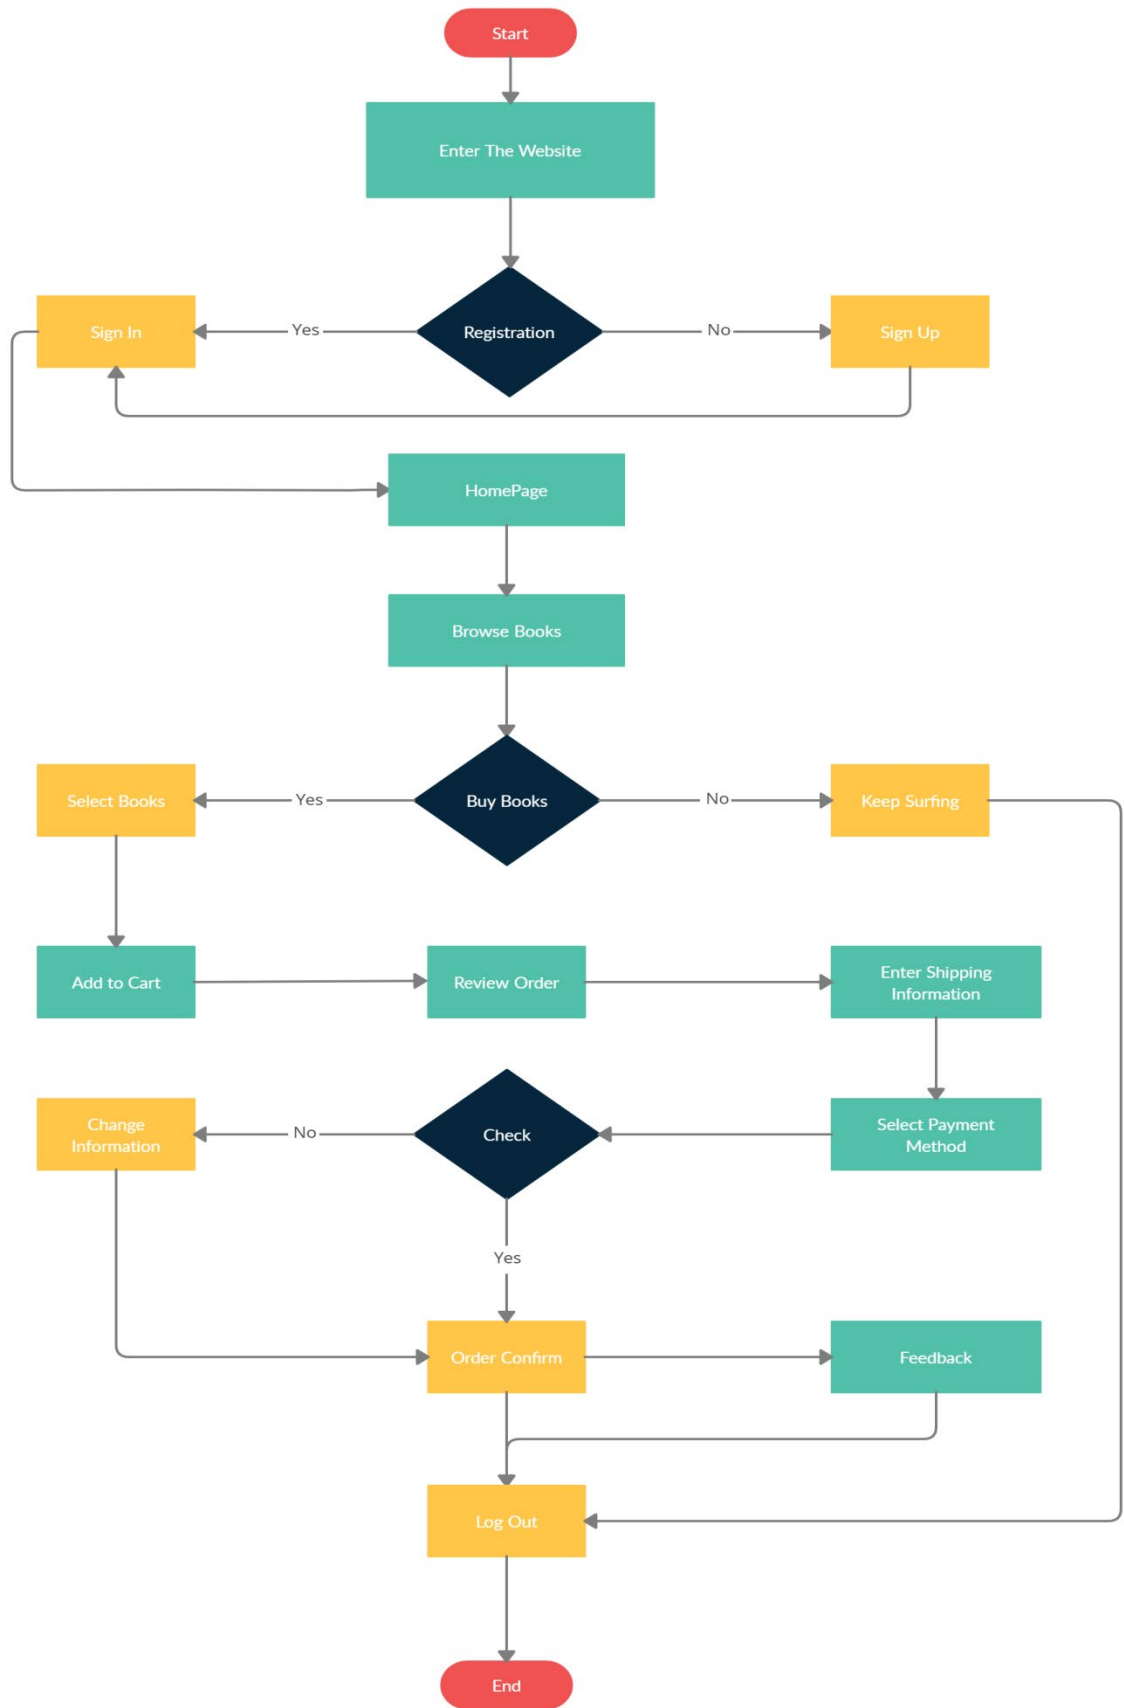 Start
Enter The Website
Sign In
Yes
Registration
No
Sign Up
HomePage
Browse Books
Select Books
Yes
Buy Books
No
Keep Surfing
Add to Cart
Review Order
Enter Shipping
Information
Change
Information
No
Check
Select Payment
Method
Yes
Order Confirm
Feedback
Log Out
End